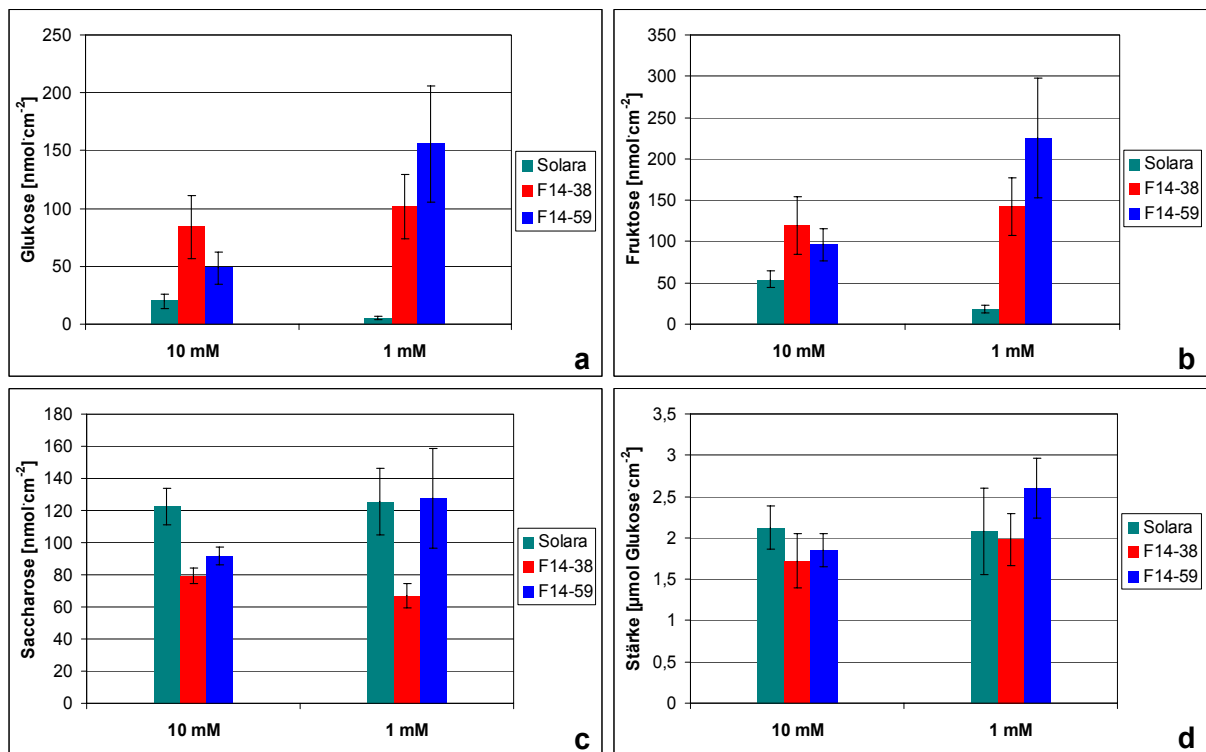 250
200
150
100
50
0
Glukose [nmol·cm⁻²]
10 mM
1 mM
Solara
F14-38
F14-59
a
350
300
250
200
150
100
50
0
Fruktose [nmol·cm⁻²]
10 mM
1 mM
Solara
F14-38
F14-59
b
180
160
140
120
100
80
60
40
20
0
Saccharose [nmol·cm⁻²]
10 mM
1 mM
Solara
F14-38
F14-59
c
3,5
3
2,5
2
1,5
1
0,5
0
Stärke [µmol Glukose·cm⁻²]
10 mM
1 mM
Solara
F14-38
F14-59
d